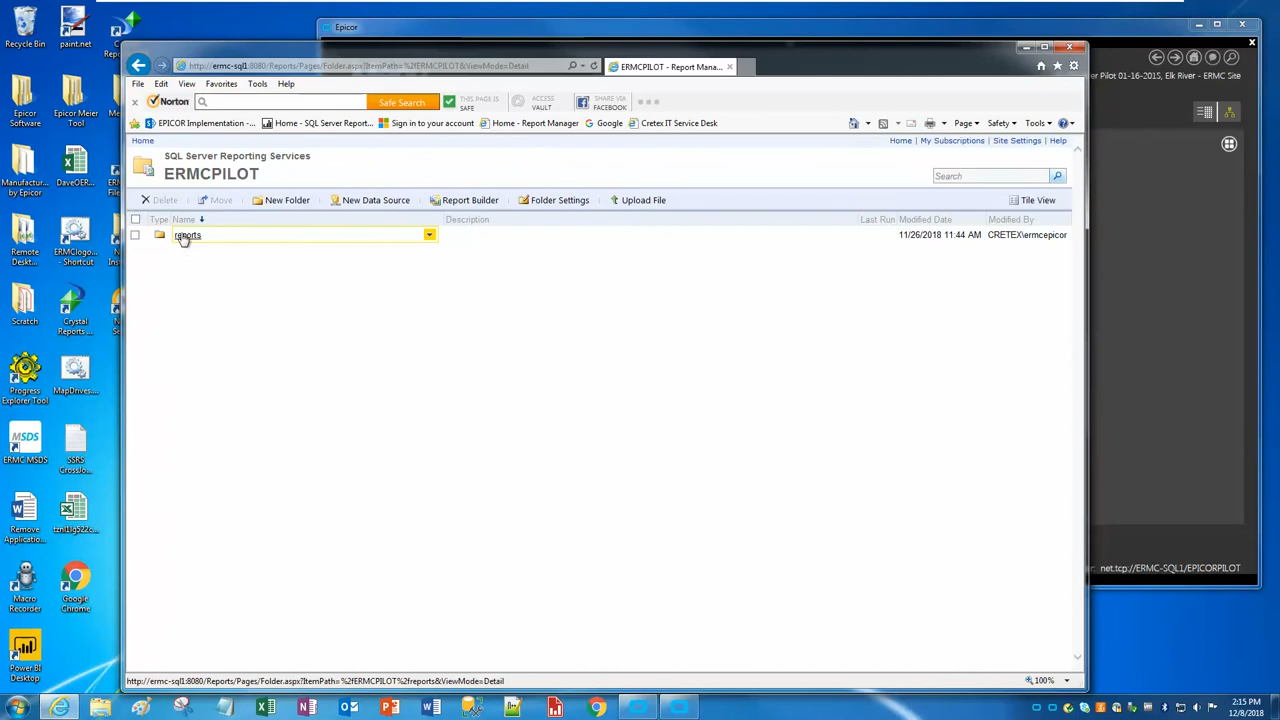 Recycle Bin
paint.net
Epicor
http://ermc-sql1:8080/Reports/Pages/Folder.aspx?ItemPath=%2fERMCPILOT&ViewMode=Detail
ERMCPILOT - Report Mana...
File Edit View Favorites Tools Help
Pilot 01-16-2015, Elk River - ERMC Site
Epicor Software
Epicor Meier Tool
Norton
Safe Search
THIS PAGE IS SAFE
ACCESS VAULT
SHARE VIA FACEBOOK
EPICOR Implementation -...
Home - SQL Server Report...
Sign in to your account
Home - Report Manager
Google
Cretex IT Service Desk
Page
Safety
Tools
Home
Home | My Subscriptions | Site Settings | Help
SQL Server Reporting Services
ERMCPILOT
Search
Manufactur... by Epicor
DaveOER...
Delete
Move
New Folder
New Data Source
Report Builder
Folder Settings
Upload File
Tile View
Type Name Description Last Run Modified Date Modified By
reports 11/26/2018 11:44 AM CRETEX\ermcepicor
Remote Desktop...
ERMClogo... - Shortcut
Scratch
Crystal Reports ...
Progress Explorer Tool
MapDrives....
MSDS
ERMC MSDS
SSRS CrossJo...
Remove Applicatio...
Macro Recorder
Google Chrome
net.tcp://ERMC-SQL1/EPICORPILOT
Power BI Desktop
http://ermc-sql1:8080/Reports/Pages/Folder.aspx?ItemPath=%2fERMCPILOT%2freports&ViewMode=Detail
100%
2:15 PM
12/8/2018